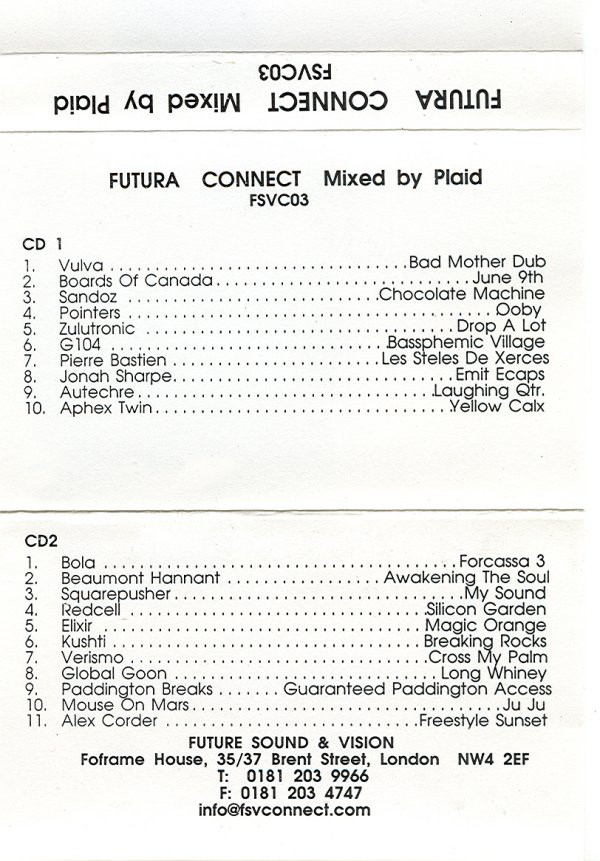 FSVC03
FUTURA CONNECT Mixed by Plaid
FUTURA CONNECT Mixed by Plaid
FSVC03
CD 1
1. Vulva ................................ Bad Mother Dub
2. Boards Of Canada ............................ June 9th
3. Sandoz ........................... Chocolate Machine
4. Pointers ....................................... Ooby
5. Zulutronic ................................. Drop A Lot
6. G104 .............................. Bassphemic Village
7. Pierre Bastien ....................... Les Steles De Xerces
8. Jonah Sharpe .............................. Emit Ecaps
9. Autechre ................................ Laughing Qtr.
10. Aphex Twin ................................ Yellow Calx
CD2
1. Bola ...................................... Forcassa 3
2. Beaumont Hannant ................. Awakening The Soul
3. Squarepusher ............................... My Sound
4. Redcell .................................. Silicon Garden
5. Elixir ................................... Magic Orange
6. Kushti ................................. Breaking Rocks
7. Verismo ................................ Cross My Palm
8. Global Goon ............................. Long Whiney
9. Paddington Breaks ....... Guaranteed Paddington Access
10. Mouse On Mars .................................. Ju Ju
11. Alex Corder ............................ Freestyle Sunset
FUTURE SOUND & VISION
Foframe House, 35/37 Brent Street, London NW4 2EF
T: 0181 203 9966
F: 0181 203 4747
info@fsvconnect.com